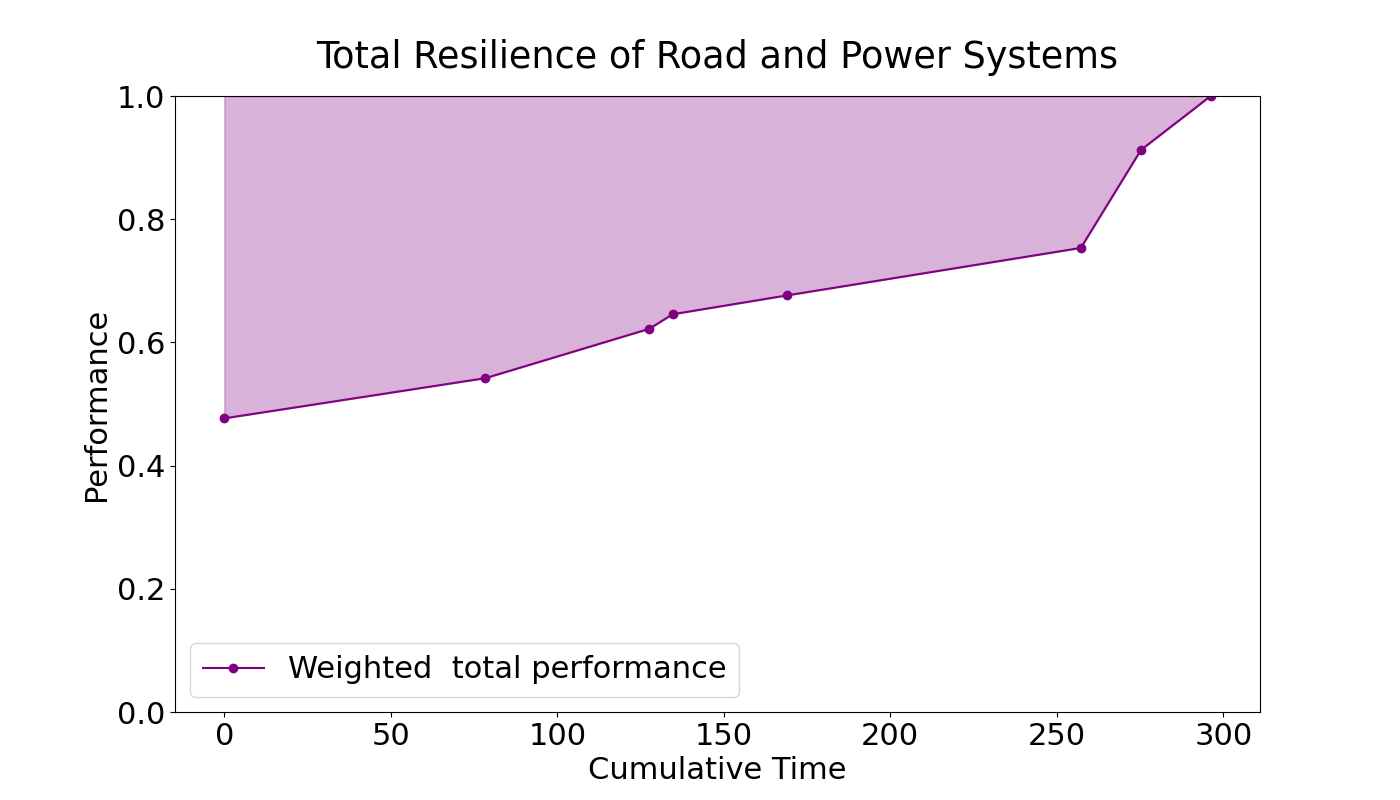 Total Resilience of Road and Power Systems
1.0
0.8
0.6
0.4
0.2
0.0
Performance
Weighted  total performance
0 50 100 150 200 250 300
Cumulative Time